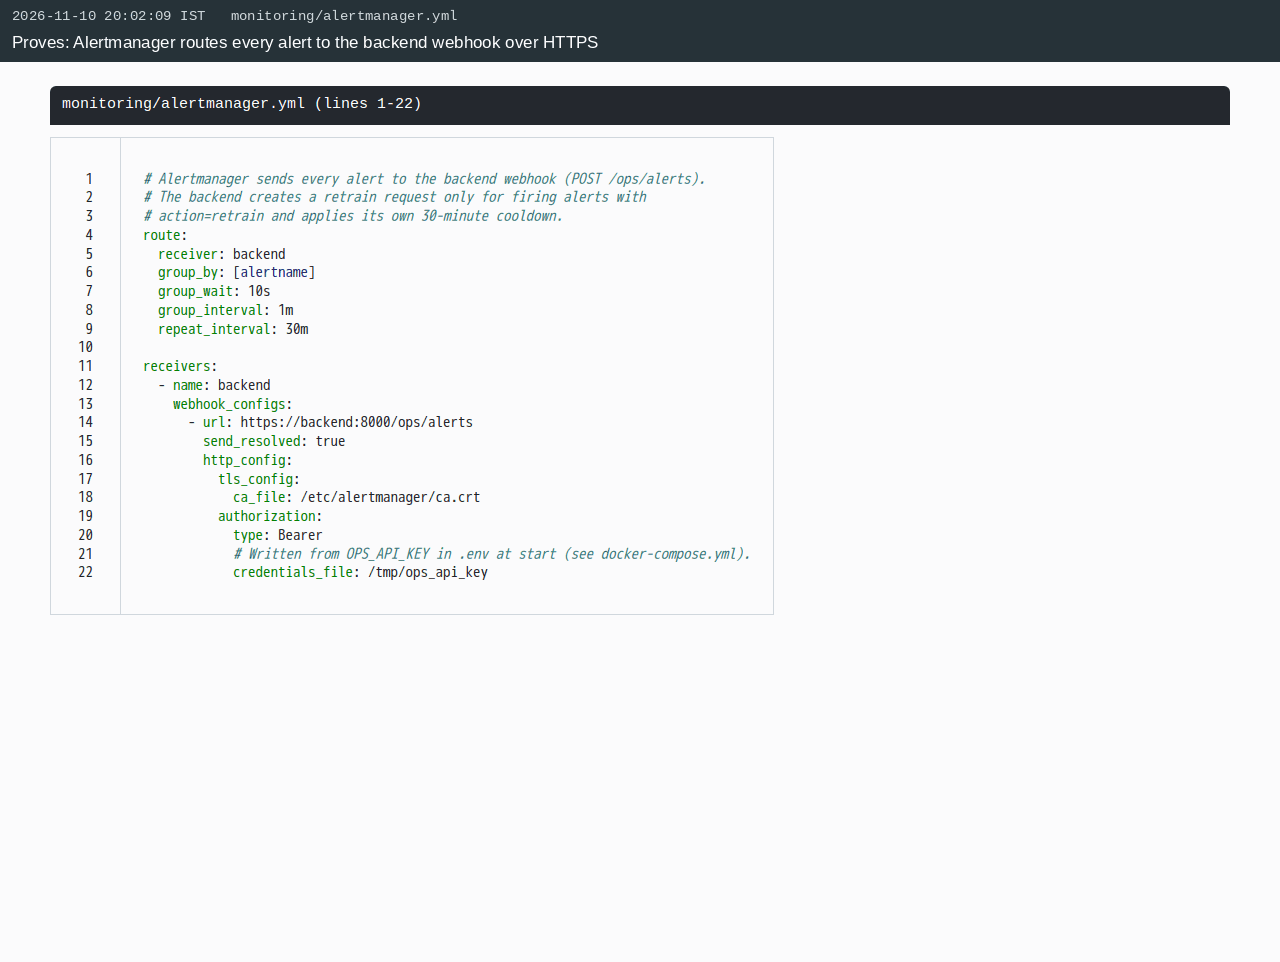 2026-11-10 20:02:09 IST   monitoring/alertmanager.yml
Proves: Alertmanager routes every alert to the backend webhook over HTTPS
monitoring/alertmanager.yml (lines 1-22)
1 # Alertmanager sends every alert to the backend webhook (POST /ops/alerts).
2 # The backend creates a retrain request only for firing alerts with
3 # action=retrain and applies its own 30-minute cooldown.
4 route:
5   receiver: backend
6   group_by: [alertname]
7   group_wait: 10s
8   group_interval: 1m
9   repeat_interval: 30m
10
11 receivers:
12   - name: backend
13     webhook_configs:
14       - url: https://backend:8000/ops/alerts
15         send_resolved: true
16         http_config:
17           tls_config:
18             ca_file: /etc/alertmanager/ca.crt
19           authorization:
20             type: Bearer
21             # Written from OPS_API_KEY in .env at start (see docker-compose.yml).
22             credentials_file: /tmp/ops_api_key